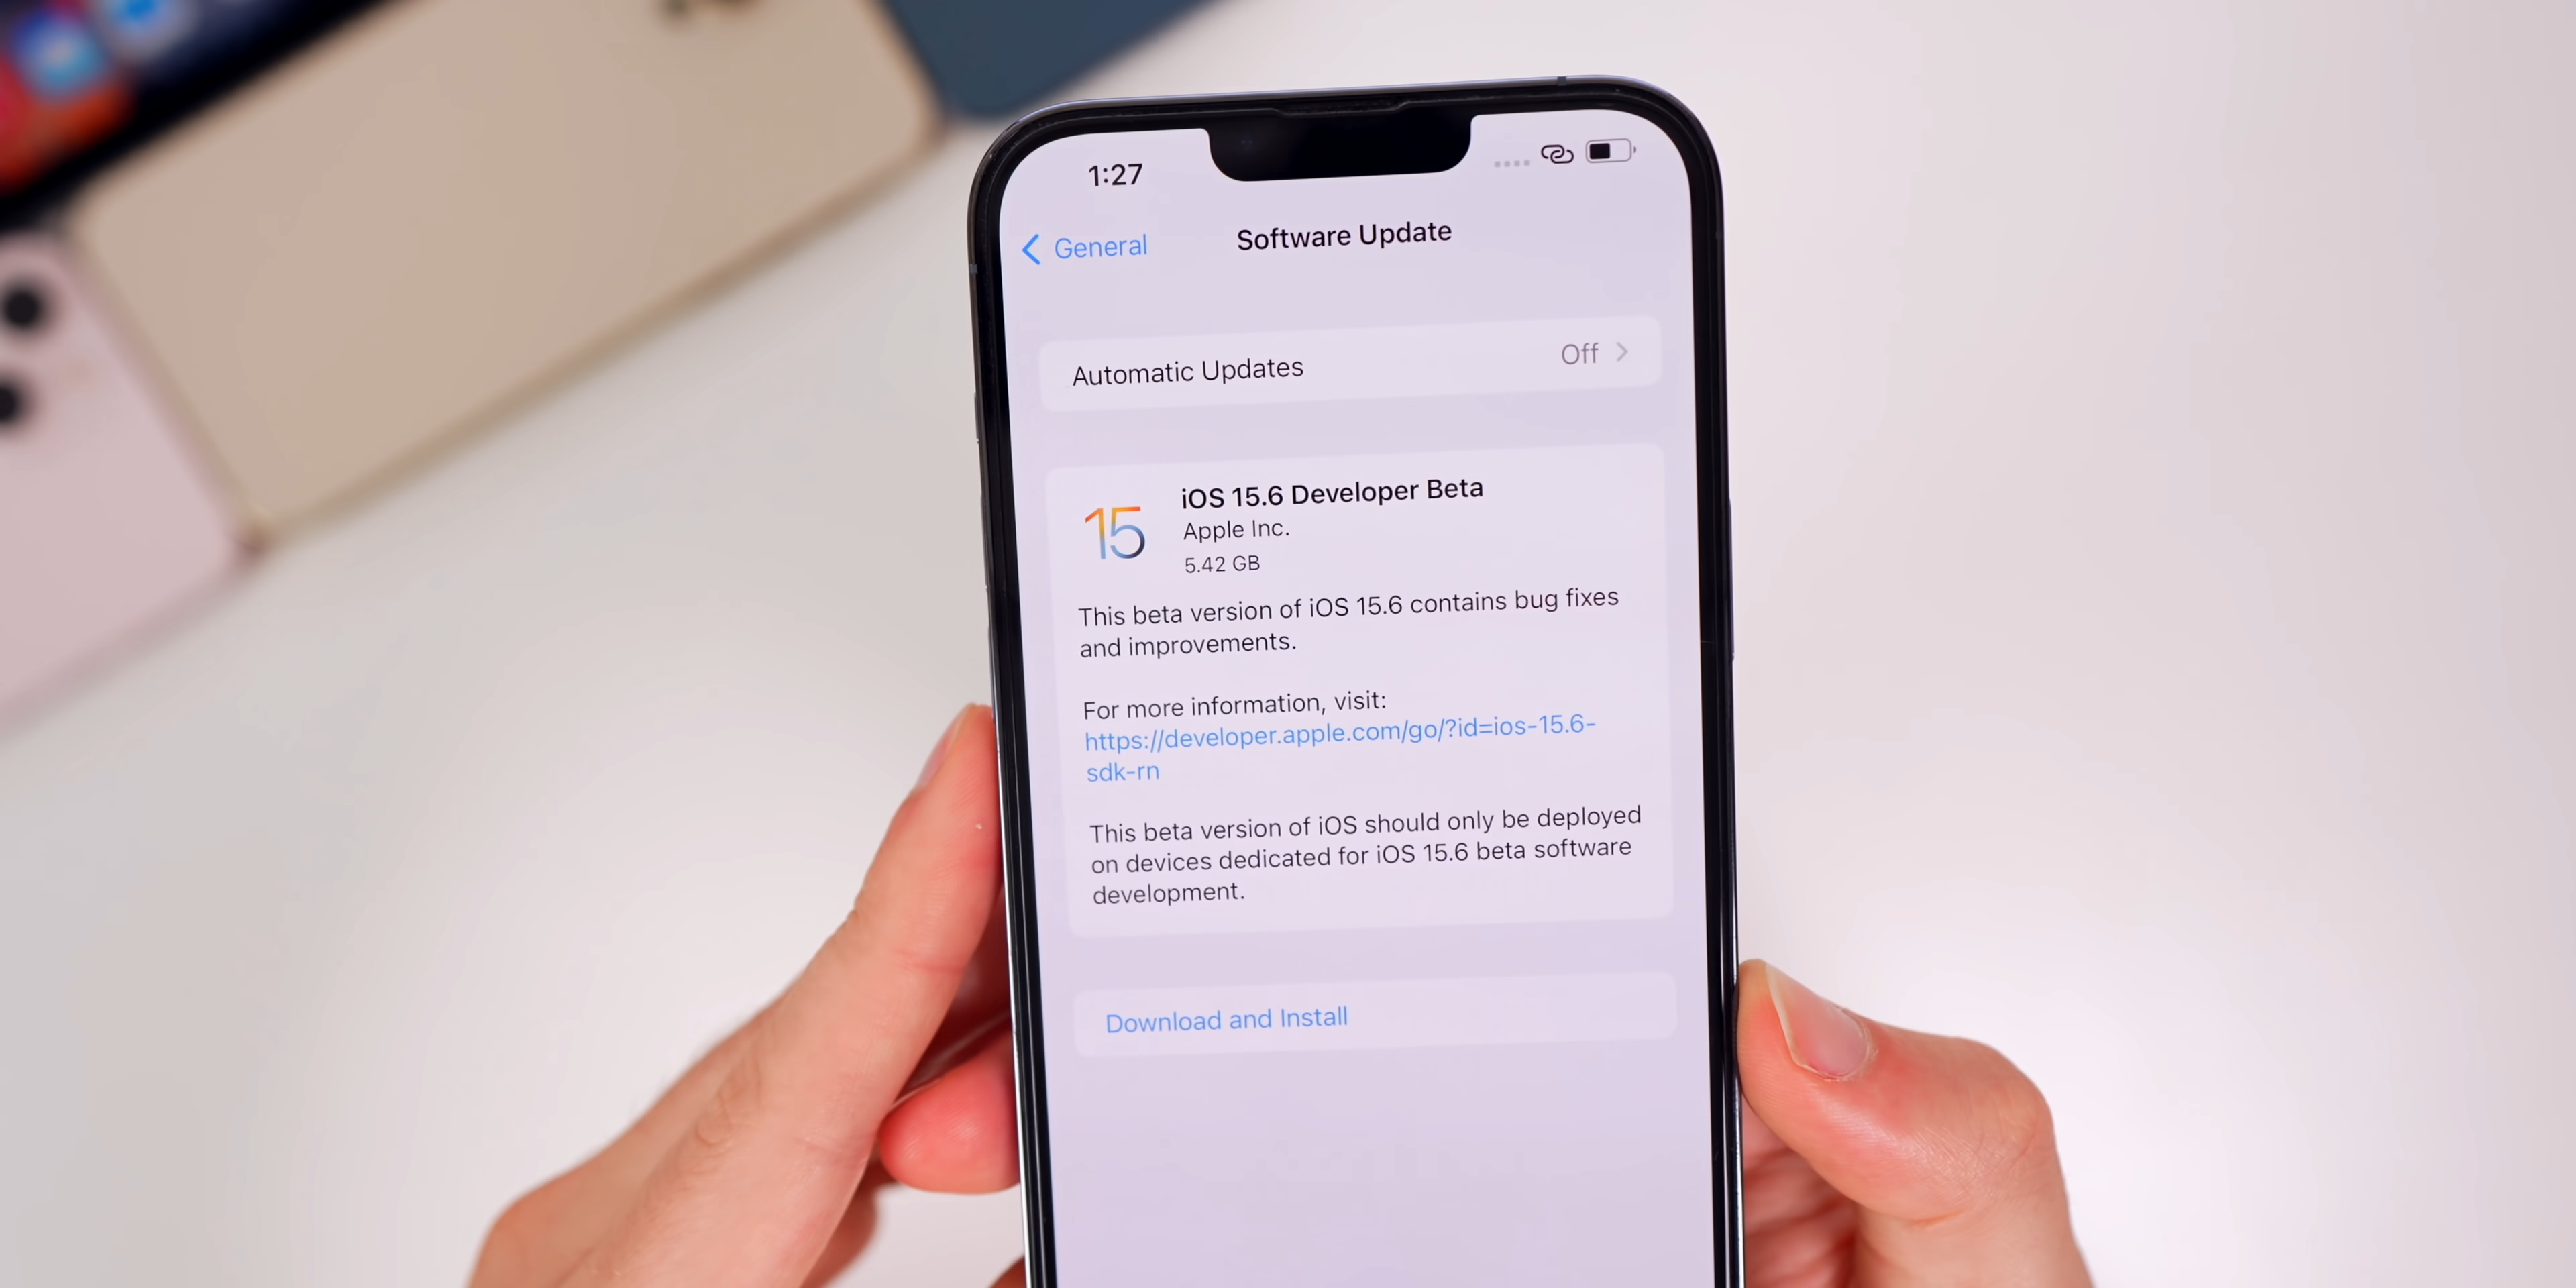 1:27
General
Software Update
Automatic Updates
Off
15
iOS 15.6 Developer Beta
Apple Inc.
5.42 GB
This beta version of iOS 15.6 contains bug fixes
and improvements.
For more information, visit:
https://developer.apple.com/go/?id=ios-15.6-
sdk-rn
This beta version of iOS should only be deployed
on devices dedicated for iOS 15.6 beta software
development.
Download and Install